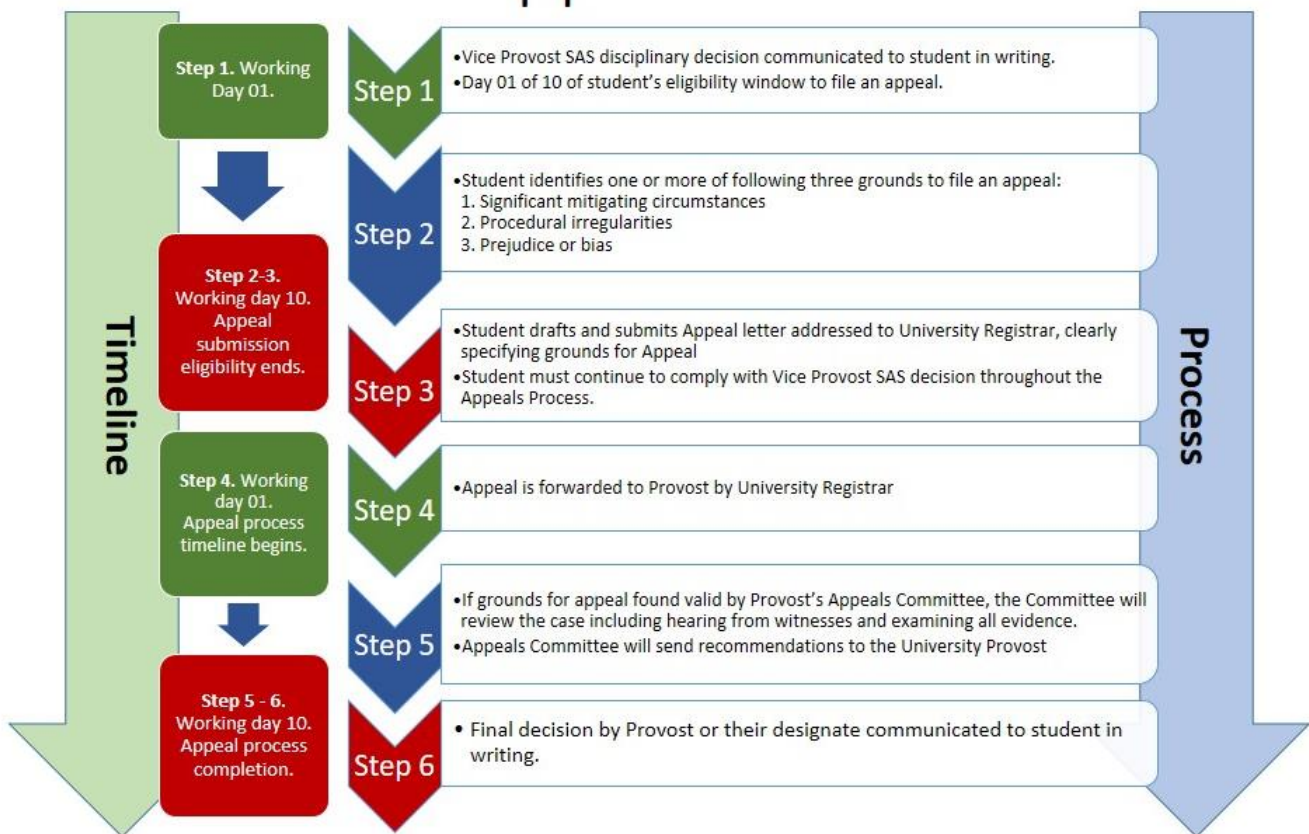 Step 1. Working
Day 01.
Step 1
•Vice Provost SAS disciplinary decision communicated to student in writing.
•Day 01 of 10 of student's eligibility window to file an appeal.
Step 2
•Student identifies one or more of following three grounds to file an appeal:
1. Significant mitigating circumstances
2. Procedural irregularities
3. Prejudice or bias
Step 2-3.
Working day 10.
Appeal
submission
eligibility ends.
Step 3
•Student drafts and submits Appeal letter addressed to University Registrar, clearly
specifying grounds for Appeal
•Student must continue to comply with Vice Provost SAS decision throughout the
Appeals Process.
Timeline
Process
Step 4. Working
day 01.
Appeal process
timeline begins.
Step 4
•Appeal is forwarded to Provost by University Registrar
Step 5
•If grounds for appeal found valid by Provost's Appeals Committee, the Committee will
review the case including hearing from witnesses and examining all evidence.
•Appeals Committee will send recommendations to the University Provost
Step 5 - 6.
Working day 10.
Appeal process
completion.
Step 6
• Final decision by Provost or their designate communicated to student in
writing.